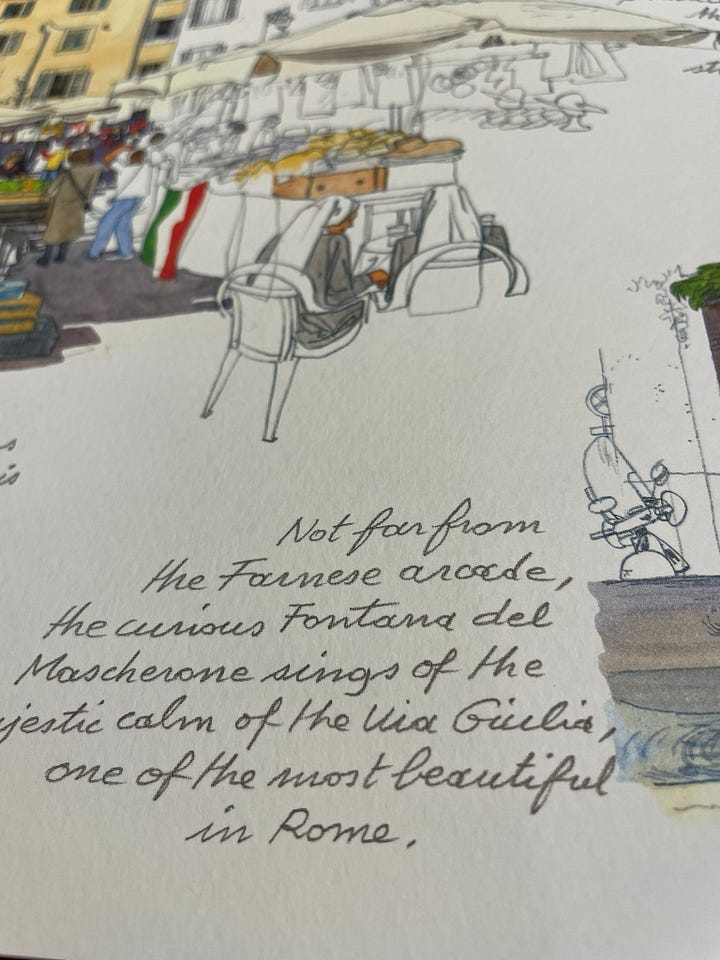 Not far from
the Farnese arcade,
the curious Fontana del
Mascherone sings of the
jestic calm of the Via Giulia,
one of the most beautiful
in Rome.